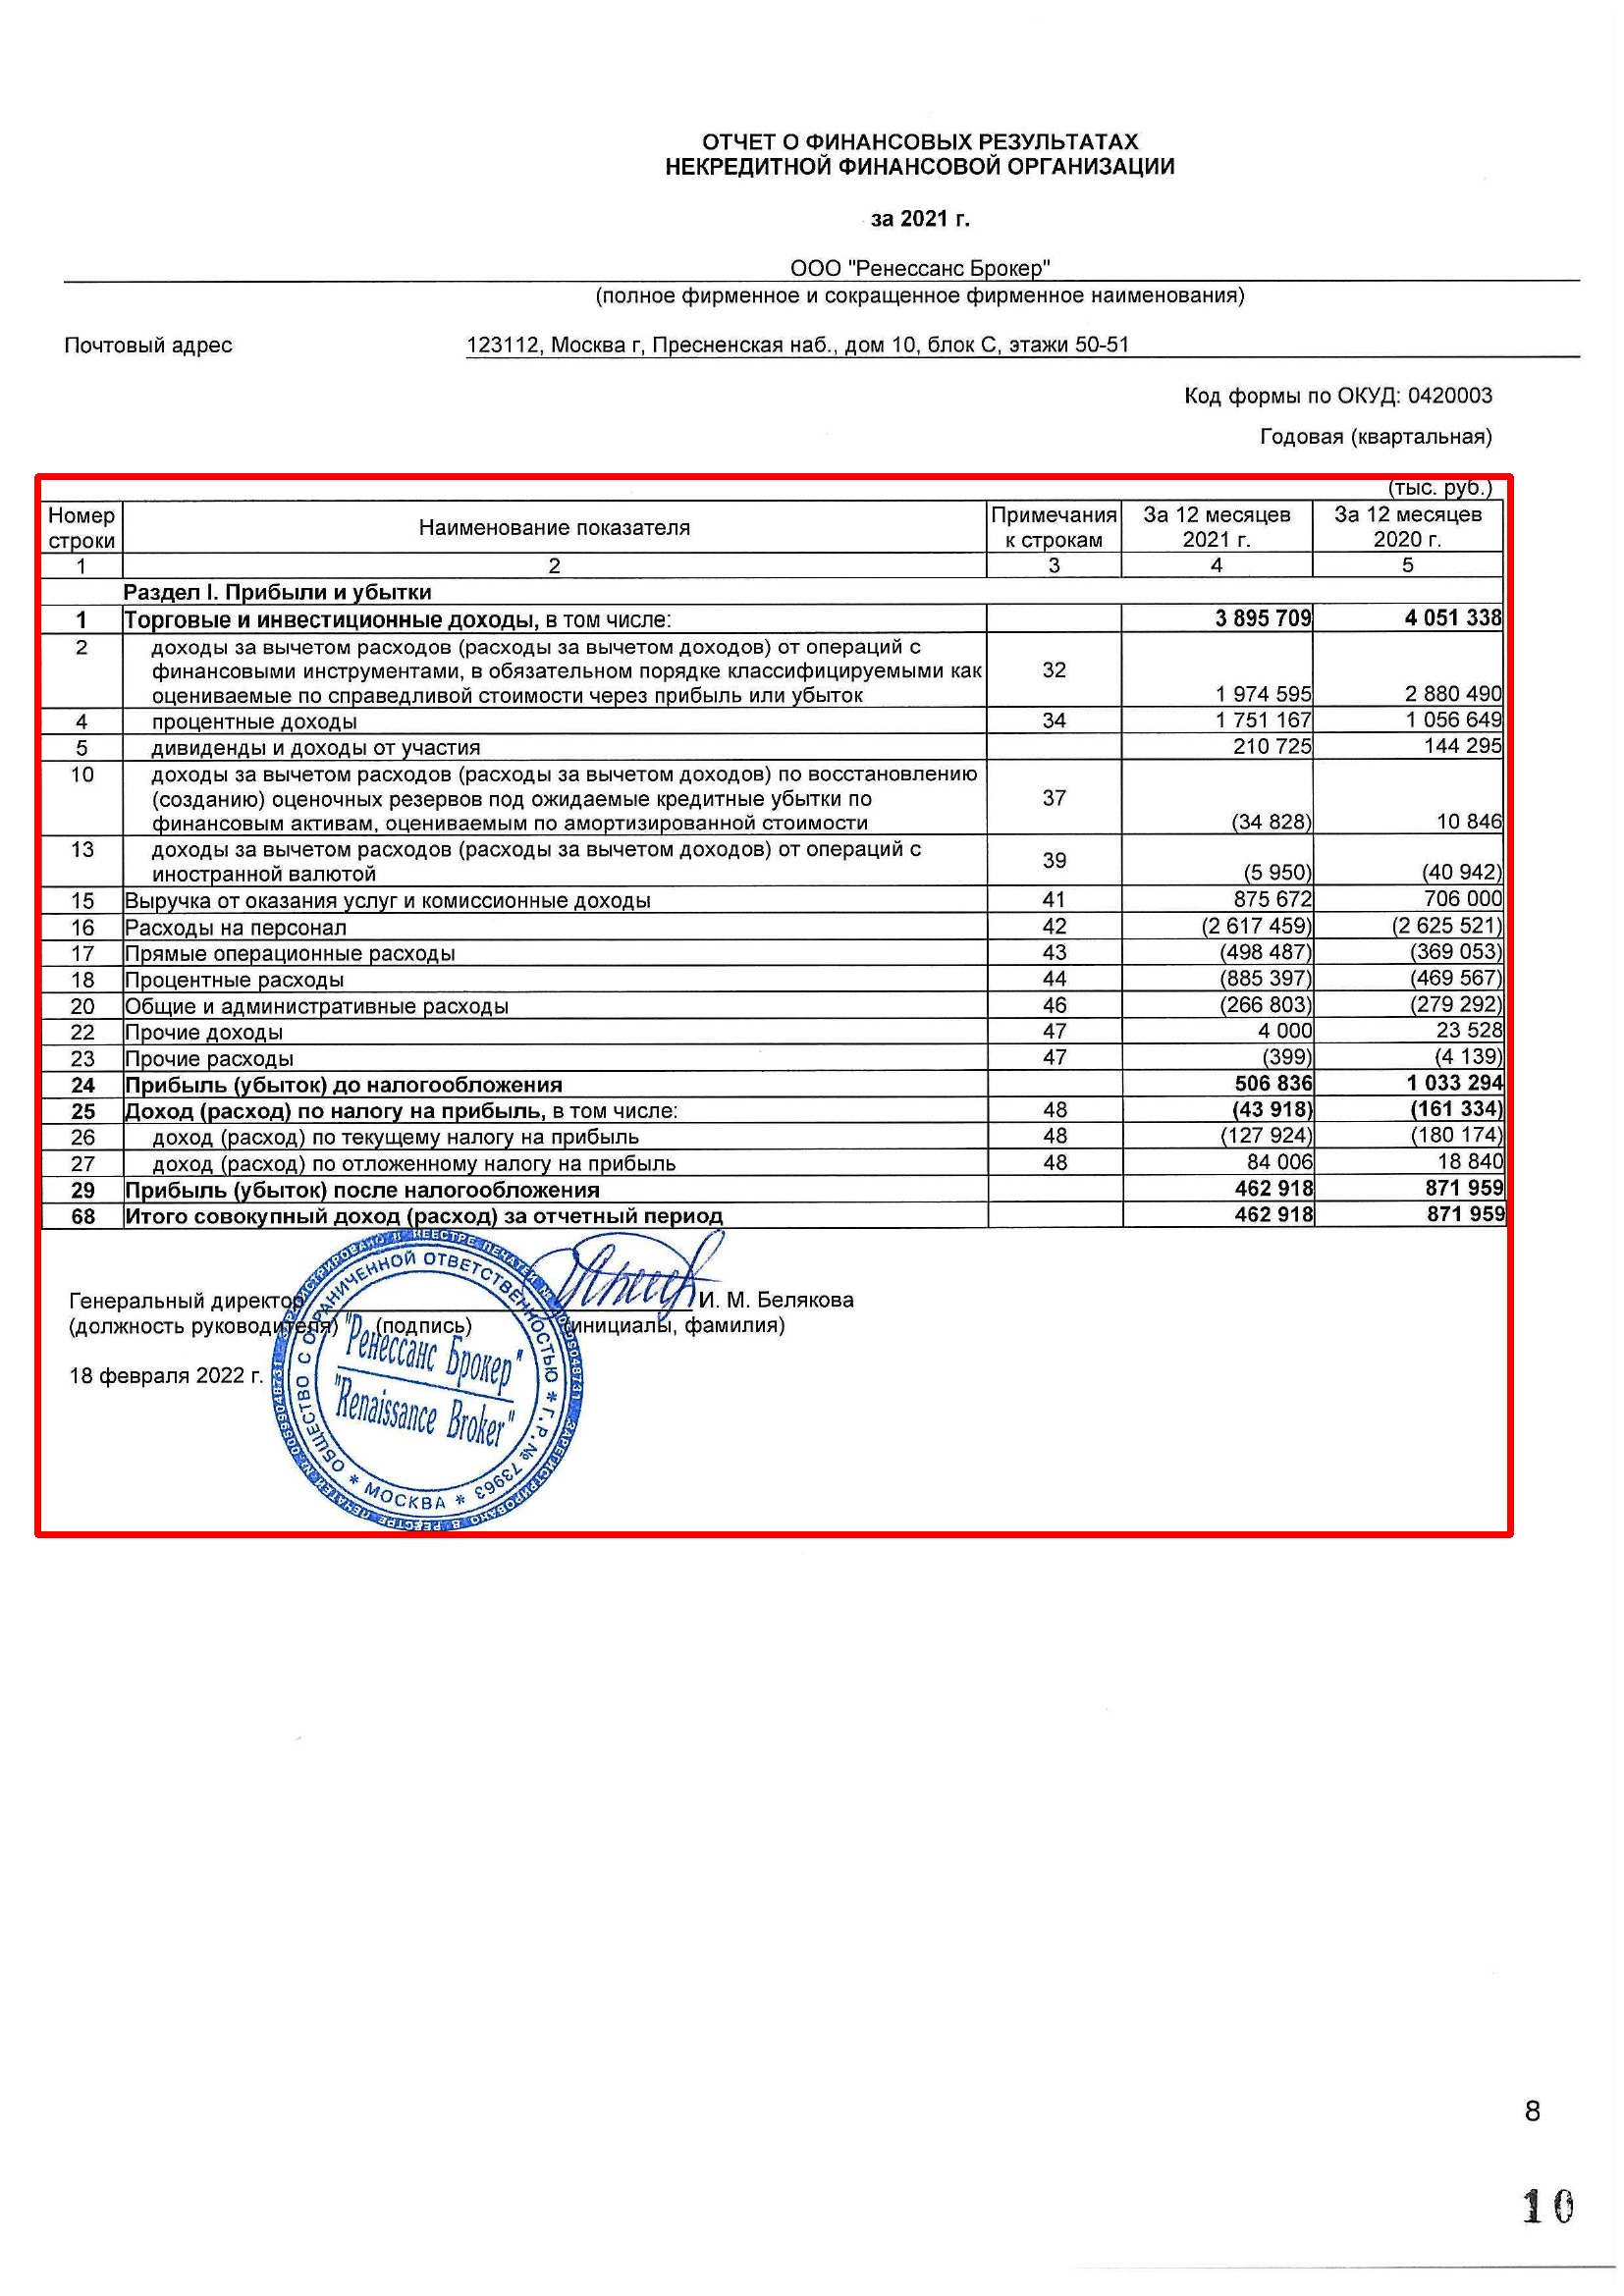 ОТЧЕТ О ФИНАНСОВЫХ РЕЗУЛЬТАТАХ
НЕКРЕДИТНОЙ ФИНАНСОВОЙ ОРГАНИЗАЦИИ
за 2021 г.
ООО "Ренессанс Брокер"
(полное фирменное и сокращенное фирменное наименования)
Почтовый адрес 123112, Москва г, Пресненская наб., дом 10, блок С, этажи 50-51
Код формы по ОКУД: 0420003
Годовая (квартальная)
(тыс. руб.)
Номер строки Наименование показателя Примечания к строкам За 12 месяцев 2021 г. За 12 месяцев 2020 г.
1 2 3 4 5
Раздел I. Прибыли и убытки
1 Торговые и инвестиционные доходы, в том числе: 3 895 709 4 051 338
2 доходы за вычетом расходов (расходы за вычетом доходов) от операций с
финансовыми инструментами, в обязательном порядке классифицируемыми как 32
оцениваемые по справедливой стоимости через прибыль или убыток 1 974 595 2 880 490
4 процентные доходы 34 1 751 167 1 056 649
5 дивиденды и доходы от участия 210 725 144 295
10 доходы за вычетом расходов (расходы за вычетом доходов) по восстановлению
(созданию) оценочных резервов под ожидаемые кредитные убытки по 37
финансовым активам, оцениваемым по амортизированной стоимости (34 828) 10 846
13 доходы за вычетом расходов (расходы за вычетом доходов) от операций с 39
иностранной валютой (5 950) (40 942)
15 Выручка от оказания услуг и комиссионные доходы 41 875 672 706 000
16 Расходы на персонал 42 (2 617 459) (2 625 521)
17 Прямые операционные расходы 43 (498 487) (369 053)
18 Процентные расходы 44 (885 397) (469 567)
20 Общие и административные расходы 46 (266 803) (279 292)
22 Прочие доходы 47 4 000 23 528
23 Прочие расходы 47 (399) (4 139)
24 Прибыль (убыток) до налогообложения 506 836 1 033 294
25 Доход (расход) по налогу на прибыль, в том числе: 48 (43 918) (161 334)
26 доход (расход) по текущему налогу на прибыль 48 (127 924) (180 174)
27 доход (расход) по отложенному налогу на прибыль 48 84 006 18 840
29 Прибыль (убыток) после налогообложения 462 918 871 959
68 Итого совокупный доход (расход) за отчетный период 462 918 871 959
Генеральный директор И. М. Белякова
(должность руководителя) (подпись) (инициалы, фамилия)
18 февраля 2022 г.
ОБЩЕСТВО С ОГРАНИЧЕННОЙ ОТВЕТСТВЕННОСТЬЮ * Г.Р.№ 73963 * МОСКВА *
"Ренессанс Брокер"
"Renaissance Broker"
8
10